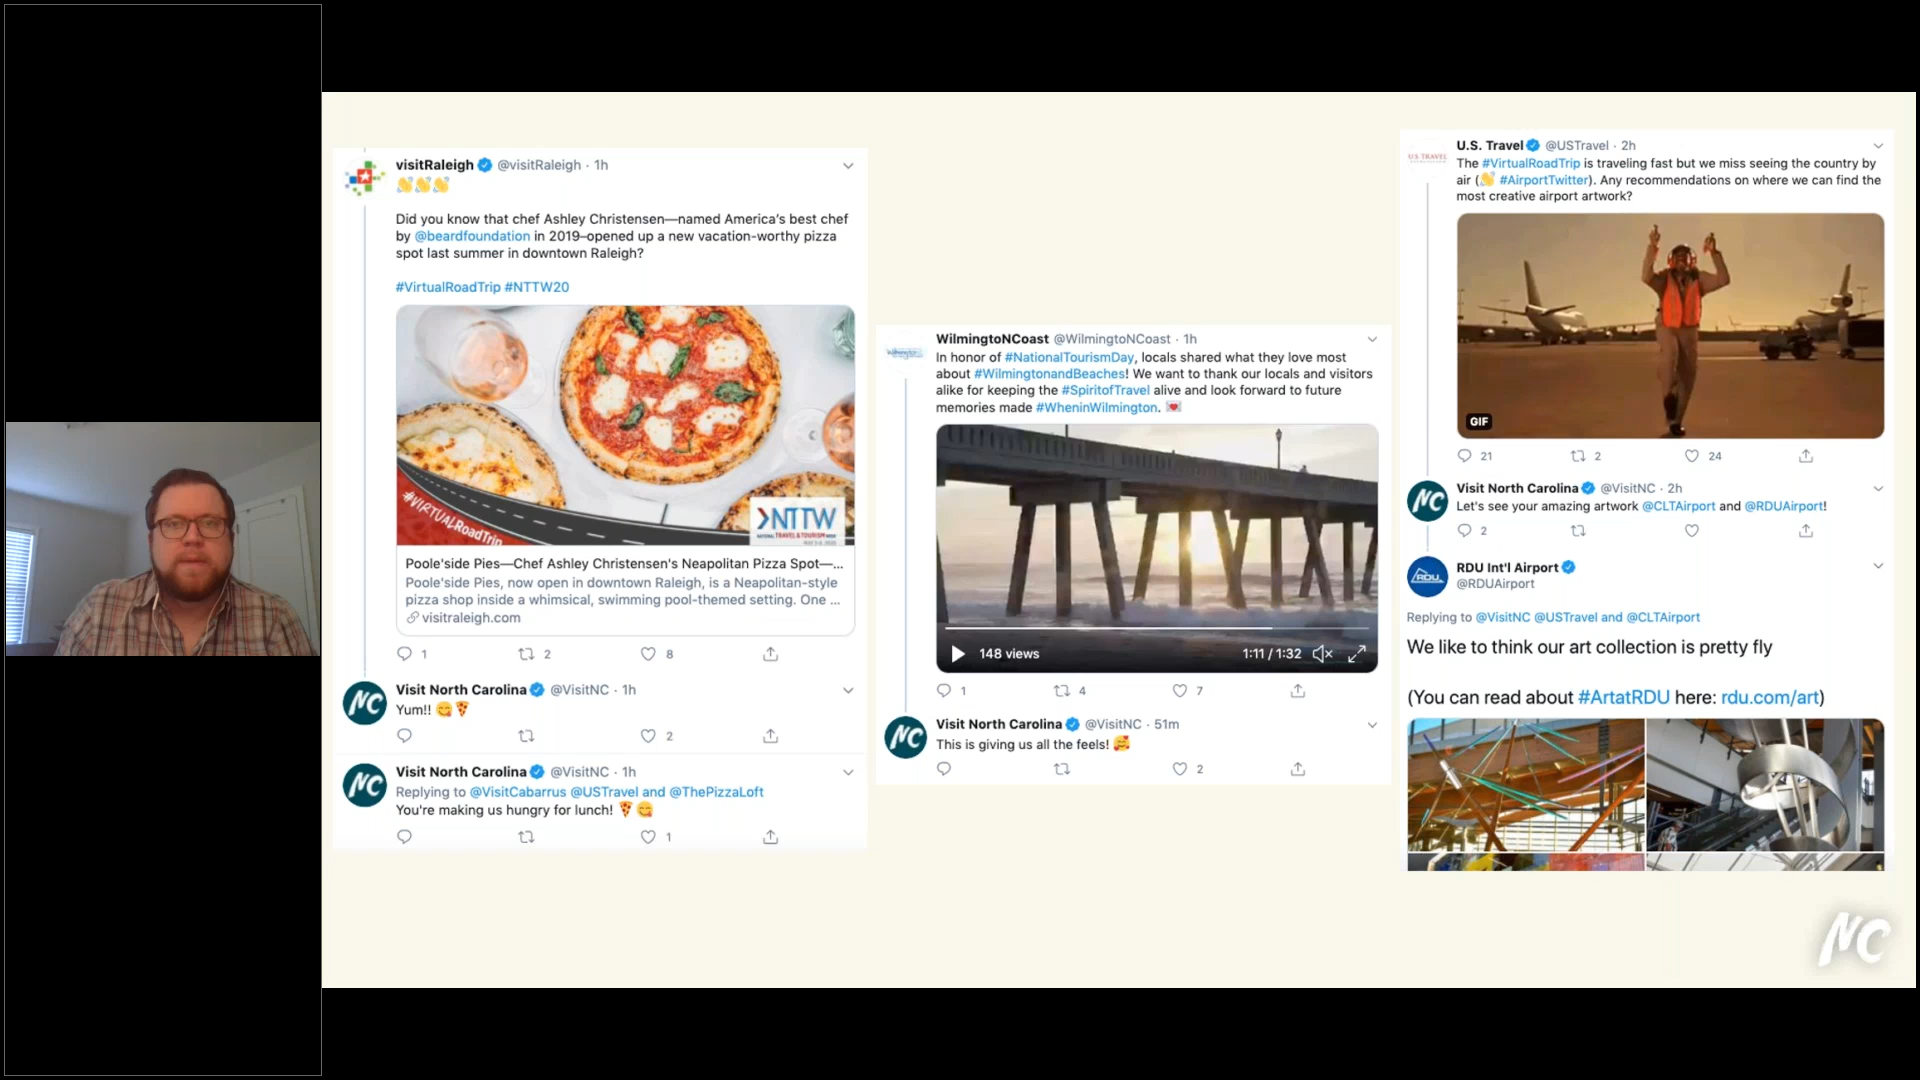 visitRaleigh @visitRaleigh · 1h
👏👏👏
Did you know that chef Ashley Christensen—named America's best chef
by @beardfoundation in 2019–opened up a new vacation-worthy pizza
spot last summer in downtown Raleigh?
#VirtualRoadTrip #NTTW20
#VIRTUALRoadTrip
NTTW
NATIONAL TRAVEL & TOURISM WEEK
Poole'side Pies—Chef Ashley Christensen's Neapolitan Pizza Spot—...
Poole'side Pies, now open in downtown Raleigh, is a Neapolitan-style
pizza shop inside a whimsical, swimming pool-themed setting. One ...
visitraleigh.com
1 2 8
NC
Visit North Carolina @VisitNC · 1h
Yum!! 😋🍕
2
NC
Visit North Carolina @VisitNC · 1h
Replying to @VisitCabarrus @USTravel and @ThePizzaLoft
You're making us hungry for lunch! 🍕😋
1
WilmingtoNCoast @WilmingtoNCoast · 1h
In honor of #NationalTourismDay, locals shared what they love most
about #WilmingtonandBeaches! We want to thank our locals and visitors
alike for keeping the #SpiritofTravel alive and look forward to future
memories made #WheninWilmington. 💌
148 views 1:11 / 1:32
1 4 7
NC
Visit North Carolina @VisitNC · 51m
This is giving us all the feels! 🥰
2
U.S. TRAVEL
U.S. Travel @USTravel · 2h
The #VirtualRoadTrip is traveling fast but we miss seeing the country by
air (👋 #AirportTwitter). Any recommendations on where we can find the
most creative airport artwork?
GIF
21 2 24
NC
Visit North Carolina @VisitNC · 2h
Let's see your amazing artwork @CLTAirport and @RDUAirport!
2
RDU
RDU Int'l Airport
@RDUAirport
Replying to @VisitNC @USTravel and @CLTAirport
We like to think our art collection is pretty fly
(You can read about #ArtatRDU here: rdu.com/art)
NC